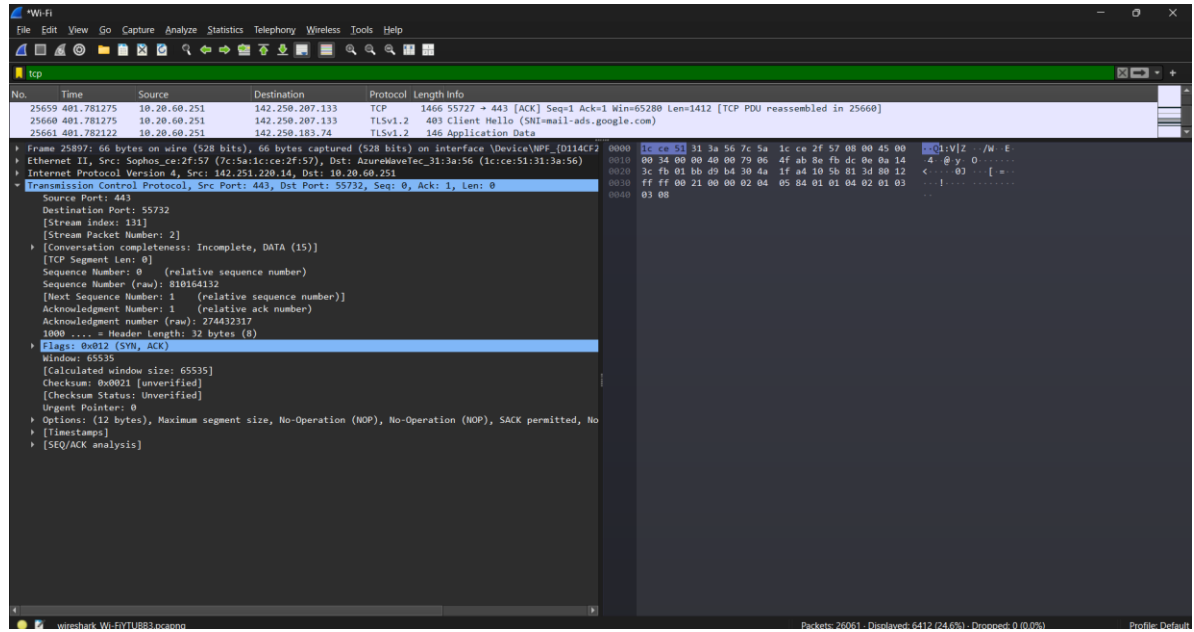 *Wi-Fi
File Edit View Go Capture Analyze Statistics Telephony Wireless Tools Help
tcp
No. Time Source Destination Protocol Length Info
25659 401.781275 10.20.60.251 142.250.207.133 TCP 1466 55727 → 443 [ACK] Seq=1 Ack=1 Win=65280 Len=1412 [TCP PDU reassembled in 25660]
25660 401.781275 10.20.60.251 142.250.207.133 TLSv1.2 403 Client Hello (SNI=mail-ads.google.com)
25661 401.782122 10.20.60.251 142.250.183.74 TLSv1.2 146 Application Data
Frame 25897: 66 bytes on wire (528 bits), 66 bytes captured (528 bits) on interface \Device\NPF_{D114CF2
Ethernet II, Src: Sophos_ce:2f:57 (7c:5a:1c:ce:2f:57), Dst: AzureWaveTec_31:3a:56 (1c:ce:51:31:3a:56)
Internet Protocol Version 4, Src: 142.251.220.14, Dst: 10.20.60.251
Transmission Control Protocol, Src Port: 443, Dst Port: 55732, Seq: 0, Ack: 1, Len: 0
Source Port: 443
Destination Port: 55732
[Stream index: 131]
[Stream Packet Number: 2]
[Conversation completeness: Incomplete, DATA (15)]
[TCP Segment Len: 0]
Sequence Number: 0 (relative sequence number)
Sequence Number (raw): 810164132
[Next Sequence Number: 1 (relative sequence number)]
Acknowledgment Number: 1 (relative ack number)
Acknowledgment number (raw): 274432317
1000 .... = Header Length: 32 bytes (8)
Flags: 0x012 (SYN, ACK)
Window: 65535
[Calculated window size: 65535]
Checksum: 0x0021 [unverified]
[Checksum Status: Unverified]
Urgent Pointer: 0
Options: (12 bytes), Maximum segment size, No-Operation (NOP), No-Operation (NOP), SACK permitted, No
[Timestamps]
[SEQ/ACK analysis]
0000 1c ce 51 31 3a 56 7c 5a 1c ce 2f 57 08 00 45 00 ··Q1:V|Z ··/W··E·
0010 00 34 00 00 40 00 79 06 4f ab 8e fb dc 0e 0a 14 ·4··@·y· O·······
0020 3c fb 01 bb d9 b4 30 4a 1f a4 10 5b 81 3d 80 12 <·····0J ···[·=··
0030 ff ff 00 21 00 00 02 04 05 84 01 01 04 02 01 03 ···!···· ········
0040 03 08 ··
wireshark_Wi-FiYTUBB3.pcapng
Packets: 26061 · Displayed: 6412 (24.6%) · Dropped: 0 (0.0%)
Profile: Default